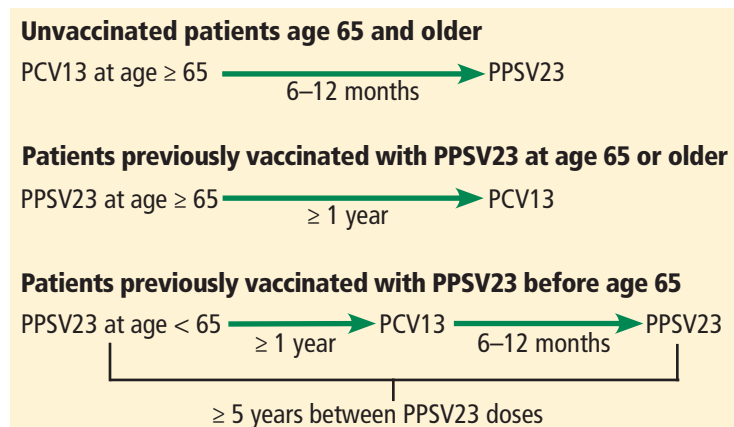 Unvaccinated patients age 65 and older
PCV13 at age ≥ 65 PPSV23
6–12 months
Patients previously vaccinated with PPSV23 at age 65 or older
PPSV23 at age ≥ 65 PCV13
≥ 1 year
Patients previously vaccinated with PPSV23 before age 65
PPSV23 at age < 65 PCV13 PPSV23
≥ 1 year 6–12 months
≥ 5 years between PPSV23 doses